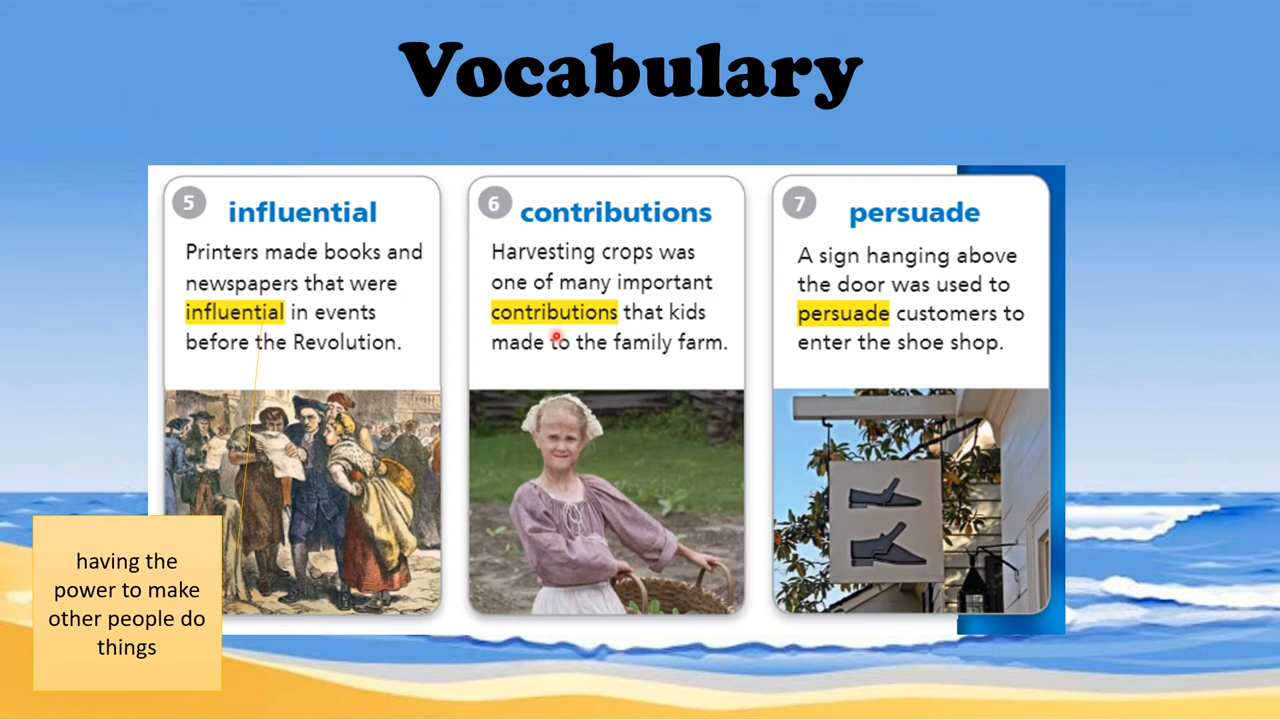 Vocabulary
5
influential
Printers made books and
newspapers that were
influential in events
before the Revolution.
6
contributions
Harvesting crops was
one of many important
contributions that kids
made to the family farm.
7
persuade
A sign hanging above
the door was used to
persuade customers to
enter the shoe shop.
having the
power to make
other people do
things